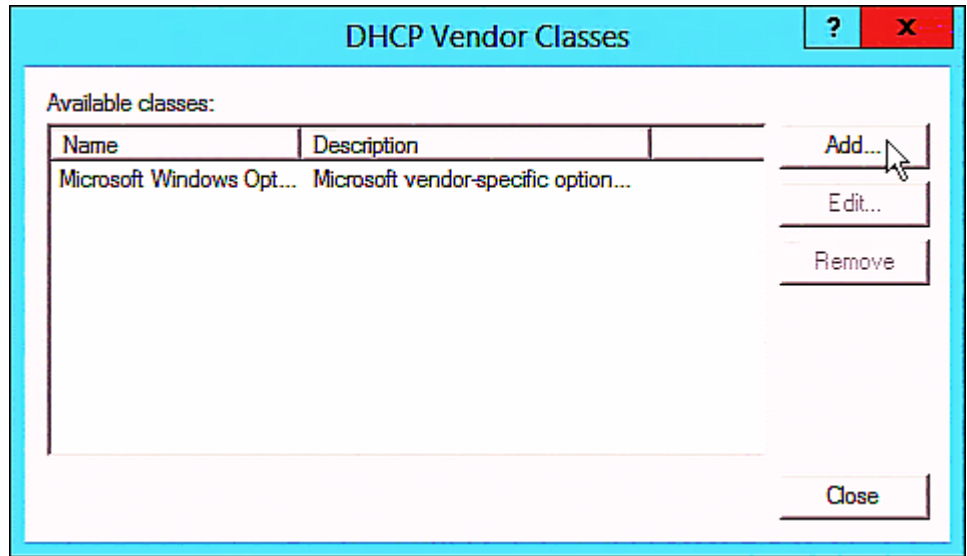 DHCP Vendor Classes ? x
Available classes:
Name Description
Add...
Microsoft Windows Opt... Microsoft vendor-specific option...
Edit...
Remove
Close